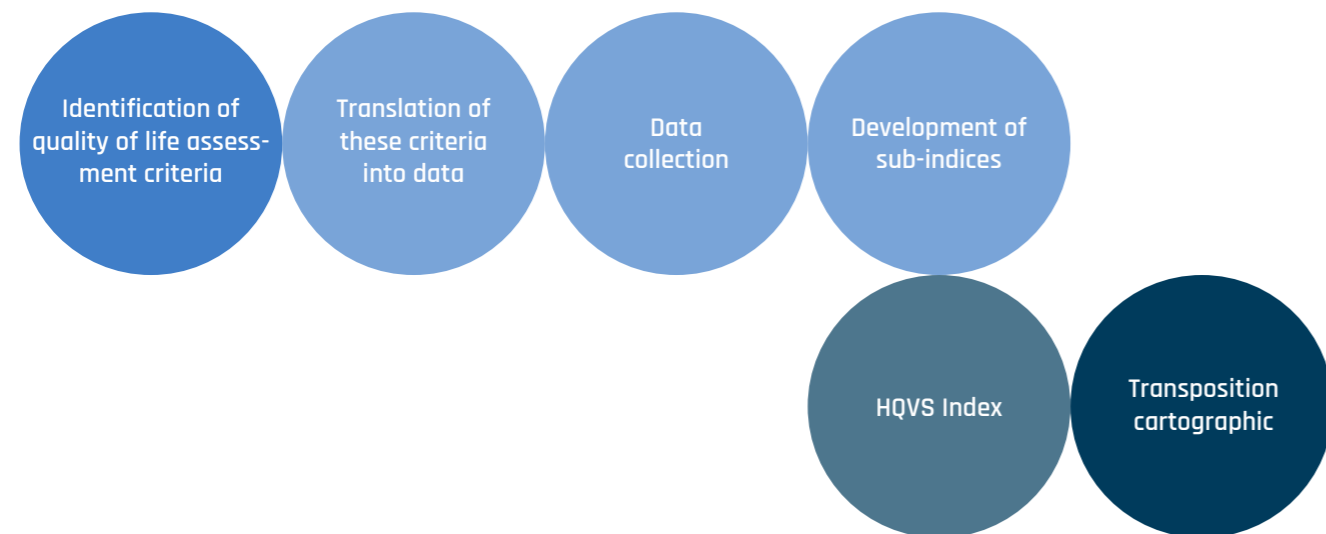 Identification of
quality of life assess-
ment criteria
Translation of
these criteria
into data
Data
collection
Development of
sub-indices
HQVS Index
Transposition
cartographic